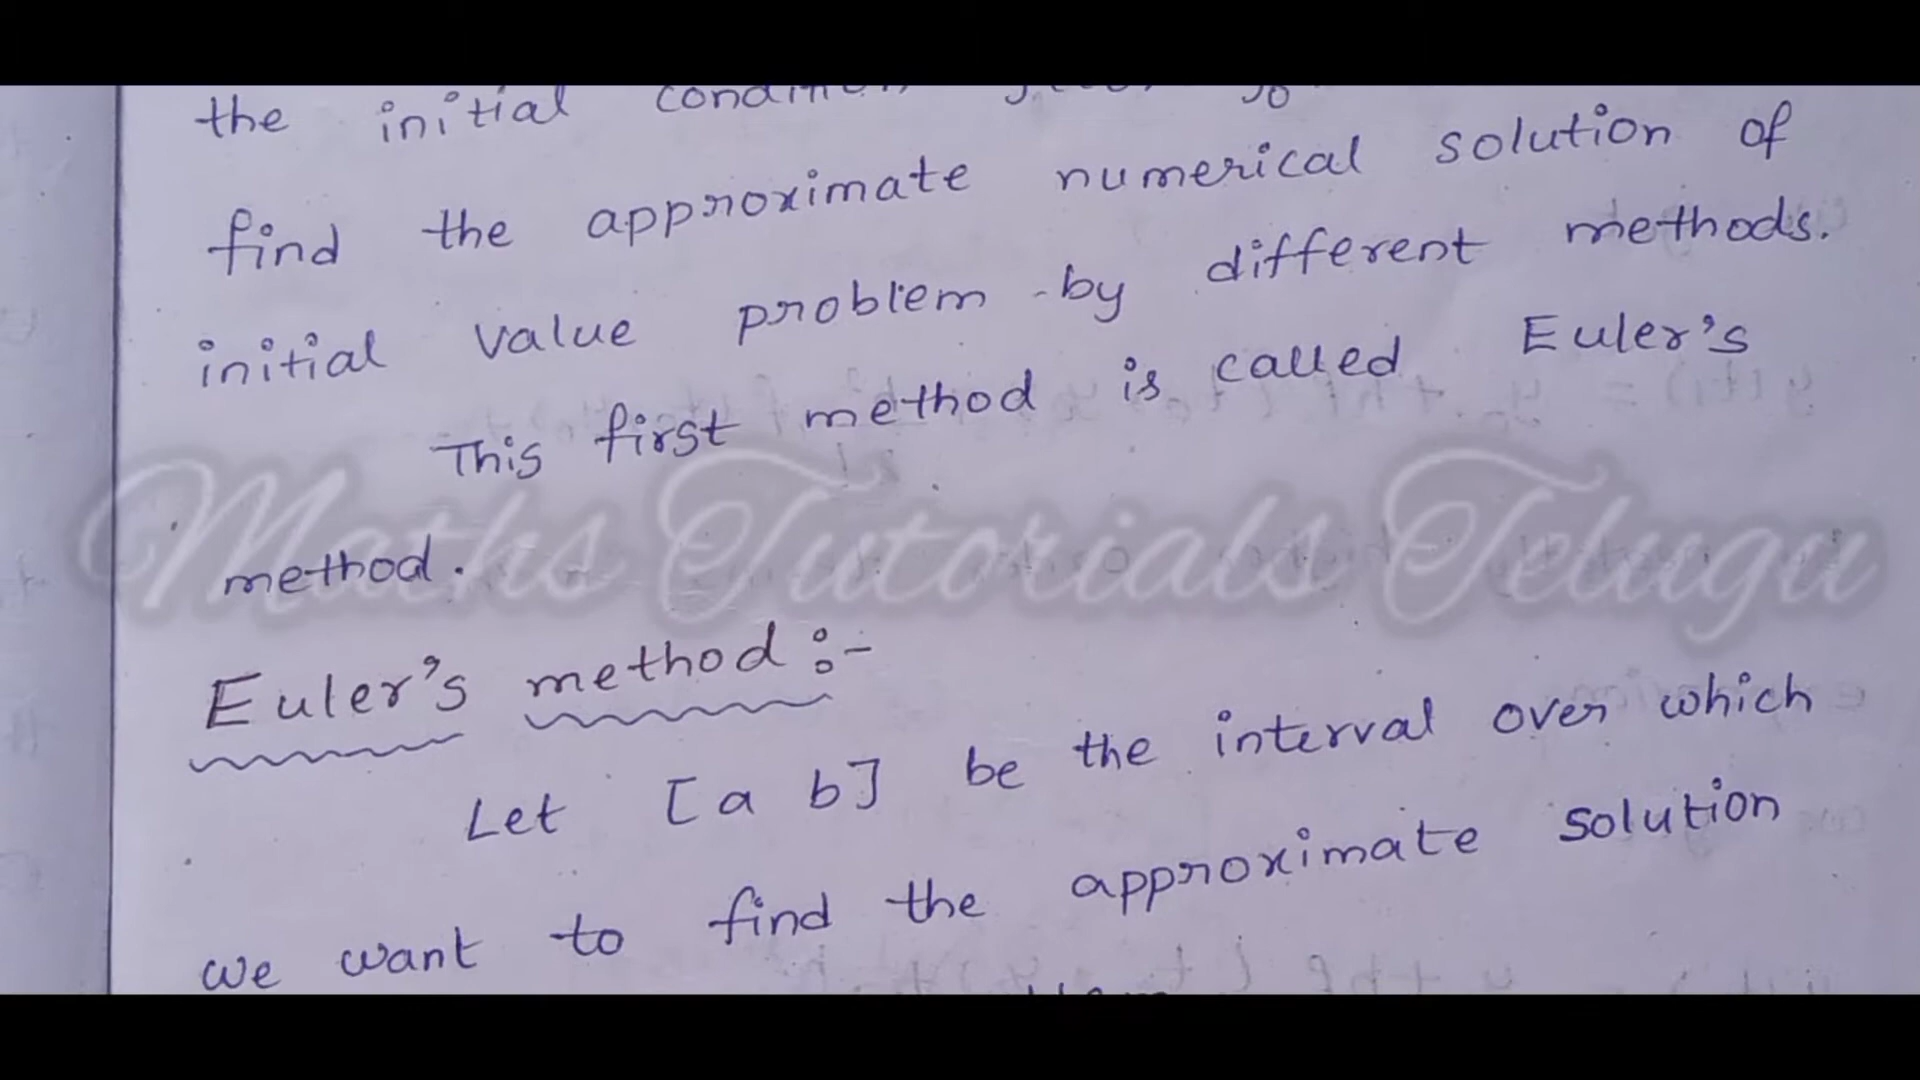 the initial condition
find the approximate numerical solution of
initial value problem by different methods.
This first method is called Euler's
method.
Maths Tutorials Telugu
Euler's method :-
Let [a b] be the interval over which
we want to find the approximate solution